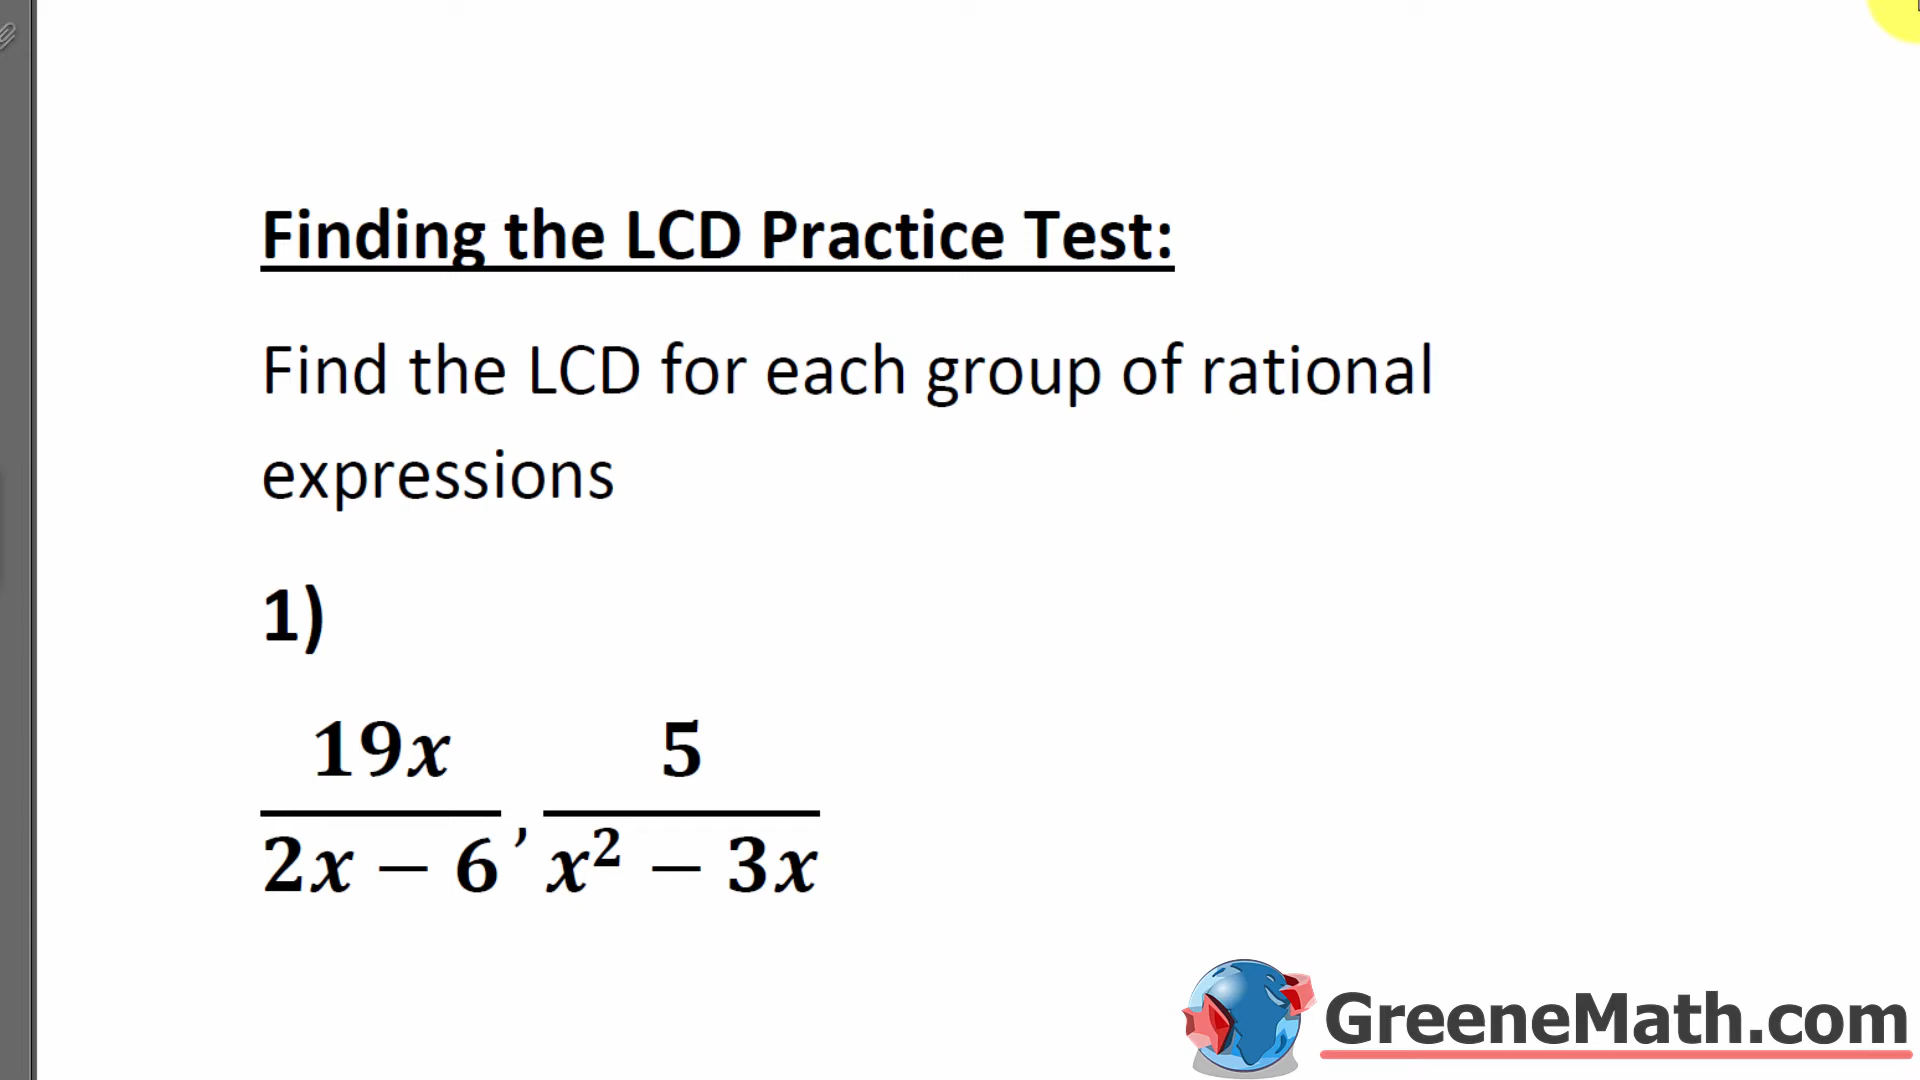 Finding the LCD Practice Test:
Find the LCD for each group of rational
expressions
1)
19x/(2x − 6), 5/(x² − 3x)
GreeneMath.com